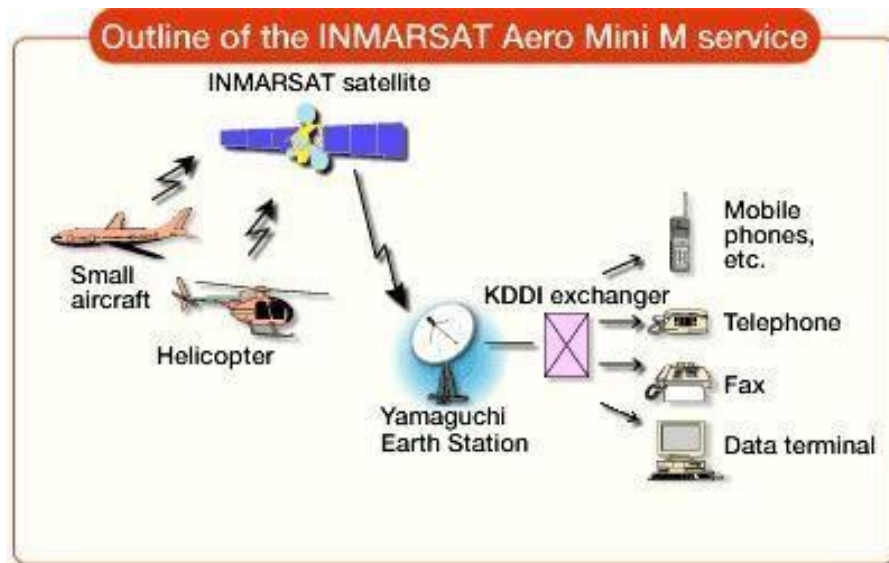 Outline of the INMARSAT Aero Mini M service
INMARSAT satellite
Small
aircraft
Helicopter
Yamaguchi
Earth Station
KDDI exchanger
Mobile
phones,
etc.
Telephone
Fax
Data terminal